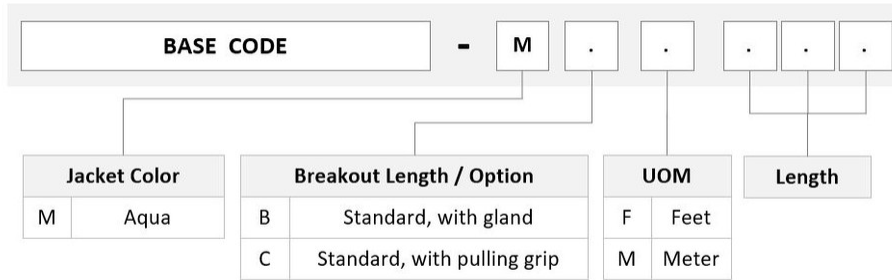 BASE CODE - M . . . . .
Jacket Color Breakout Length / Option UOM Length
M Aqua B Standard, with gland F Feet
C Standard, with pulling grip M Meter